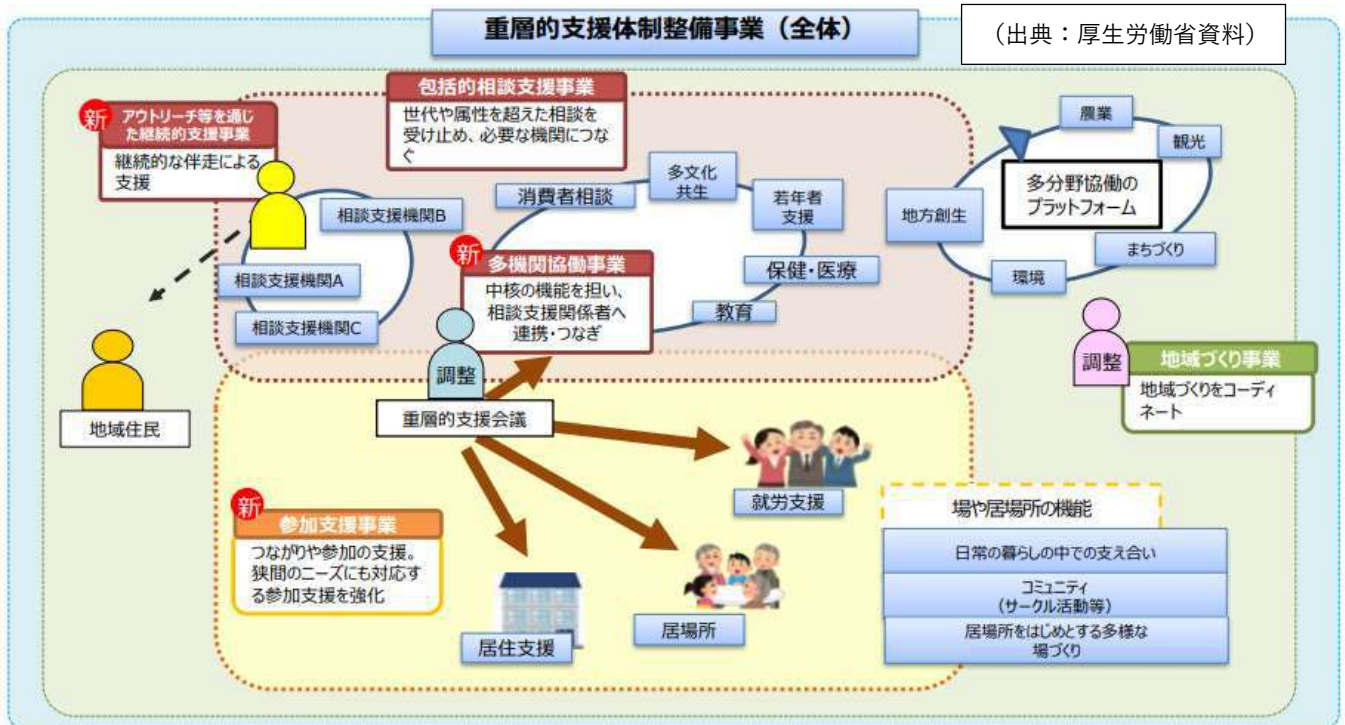 重層的支援体制整備事業（全体）
（出典：厚生労働省資料）
新
アウトリーチ等を通じ
た継続的支援事業
継続的な伴走による
支援
包括的相談支援事業
世代や属性を超えた相談を
受け止め、必要な機関につな
ぐ
相談支援機関B
相談支援機関A
相談支援機関C
消費者相談
多文化
共生
若年者
支援
保健・医療
教育
新
多機関協働事業
中核の機能を担い、
相談支援関係者へ
連携・つなぎ
農業
観光
多分野協働の
プラットフォーム
地方創生
まちづくり
環境
地域住民
調整
重層的支援会議
調整
地域づくり事業
地域づくりをコーディ
ネート
新
参加支援事業
つながりや参加の支援。
狭間のニーズにも対応す
る参加支援を強化
就労支援
居場所
居住支援
場や居場所の機能
日常の暮らしの中での支え合い
コミュニティ
（サークル活動等）
居場所をはじめとする多様な
場づくり